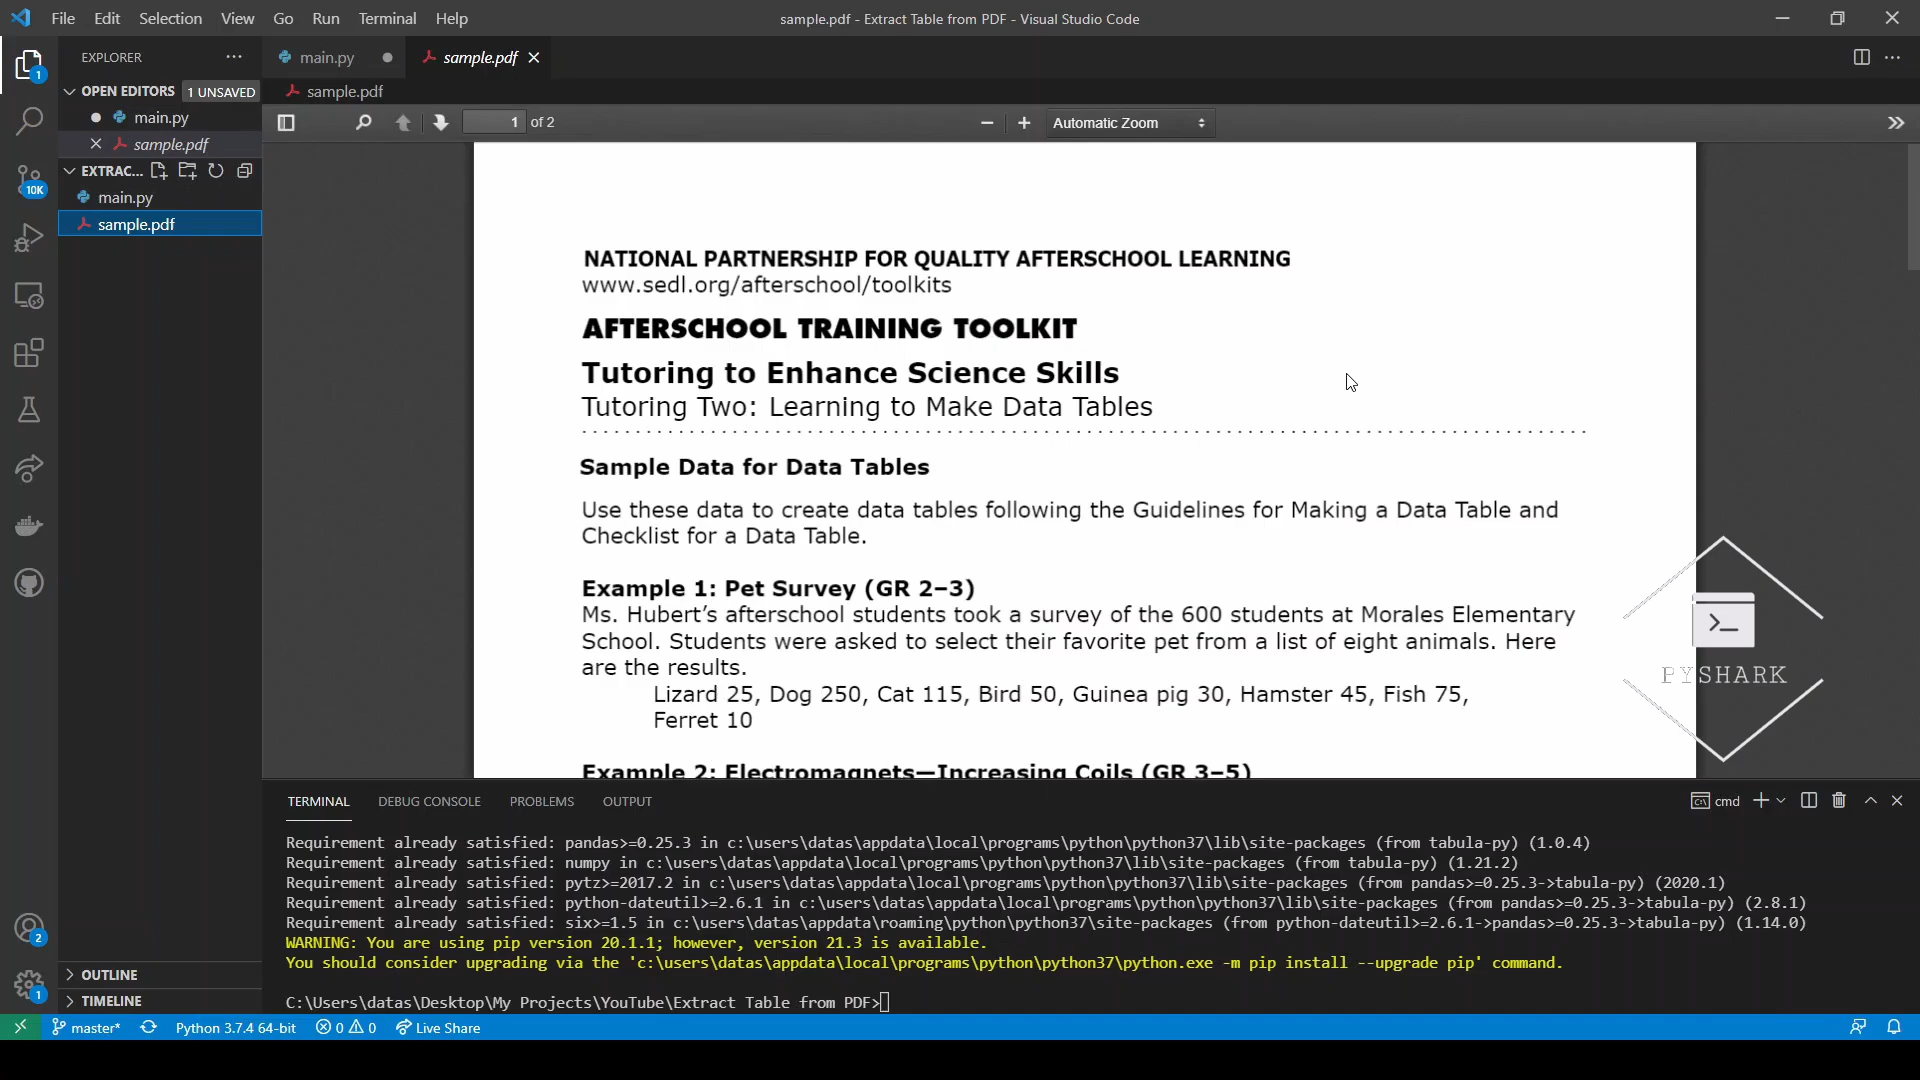 File Edit Selection View Go Run Terminal Help
sample.pdf - Extract Table from PDF - Visual Studio Code
EXPLORER
main.py
sample.pdf
OPEN EDITORS 1 UNSAVED
sample.pdf
main.py
sample.pdf
EXTRAC...
main.py
sample.pdf
1
10K
1 of 2
Automatic Zoom
NATIONAL PARTNERSHIP FOR QUALITY AFTERSCHOOL LEARNING
www.sedl.org/afterschool/toolkits
AFTERSCHOOL TRAINING TOOLKIT
Tutoring to Enhance Science Skills
Tutoring Two: Learning to Make Data Tables
Sample Data for Data Tables
Use these data to create data tables following the Guidelines for Making a Data Table and
Checklist for a Data Table.
Example 1: Pet Survey (GR 2–3)
Ms. Hubert’s afterschool students took a survey of the 600 students at Morales Elementary
School. Students were asked to select their favorite pet from a list of eight animals. Here
are the results.
Lizard 25, Dog 250, Cat 115, Bird 50, Guinea pig 30, Hamster 45, Fish 75,
Ferret 10
Example 2: Electromagnets—Increasing Coils (GR 3–5)
PYSHARK
TERMINAL DEBUG CONSOLE PROBLEMS OUTPUT
cmd
Requirement already satisfied: pandas>=0.25.3 in c:\users\datas\appdata\local\programs\python\python37\lib\site-packages (from tabula-py) (1.0.4)
Requirement already satisfied: numpy in c:\users\datas\appdata\local\programs\python\python37\lib\site-packages (from tabula-py) (1.21.2)
Requirement already satisfied: pytz>=2017.2 in c:\users\datas\appdata\local\programs\python\python37\lib\site-packages (from pandas>=0.25.3->tabula-py) (2020.1)
Requirement already satisfied: python-dateutil>=2.6.1 in c:\users\datas\appdata\local\programs\python\python37\lib\site-packages (from pandas>=0.25.3->tabula-py) (2.8.1)
Requirement already satisfied: six>=1.5 in c:\users\datas\appdata\roaming\python\python37\site-packages (from python-dateutil>=2.6.1->pandas>=0.25.3->tabula-py) (1.14.0)
WARNING: You are using pip version 20.1.1; however, version 21.3 is available.
You should consider upgrading via the 'c:\users\datas\appdata\local\programs\python\python37\python.exe -m pip install --upgrade pip' command.
C:\Users\datas\Desktop\My Projects\YouTube\Extract Table from PDF>
2
1
OUTLINE
TIMELINE
master* Python 3.7.4 64-bit 0 0 Live Share